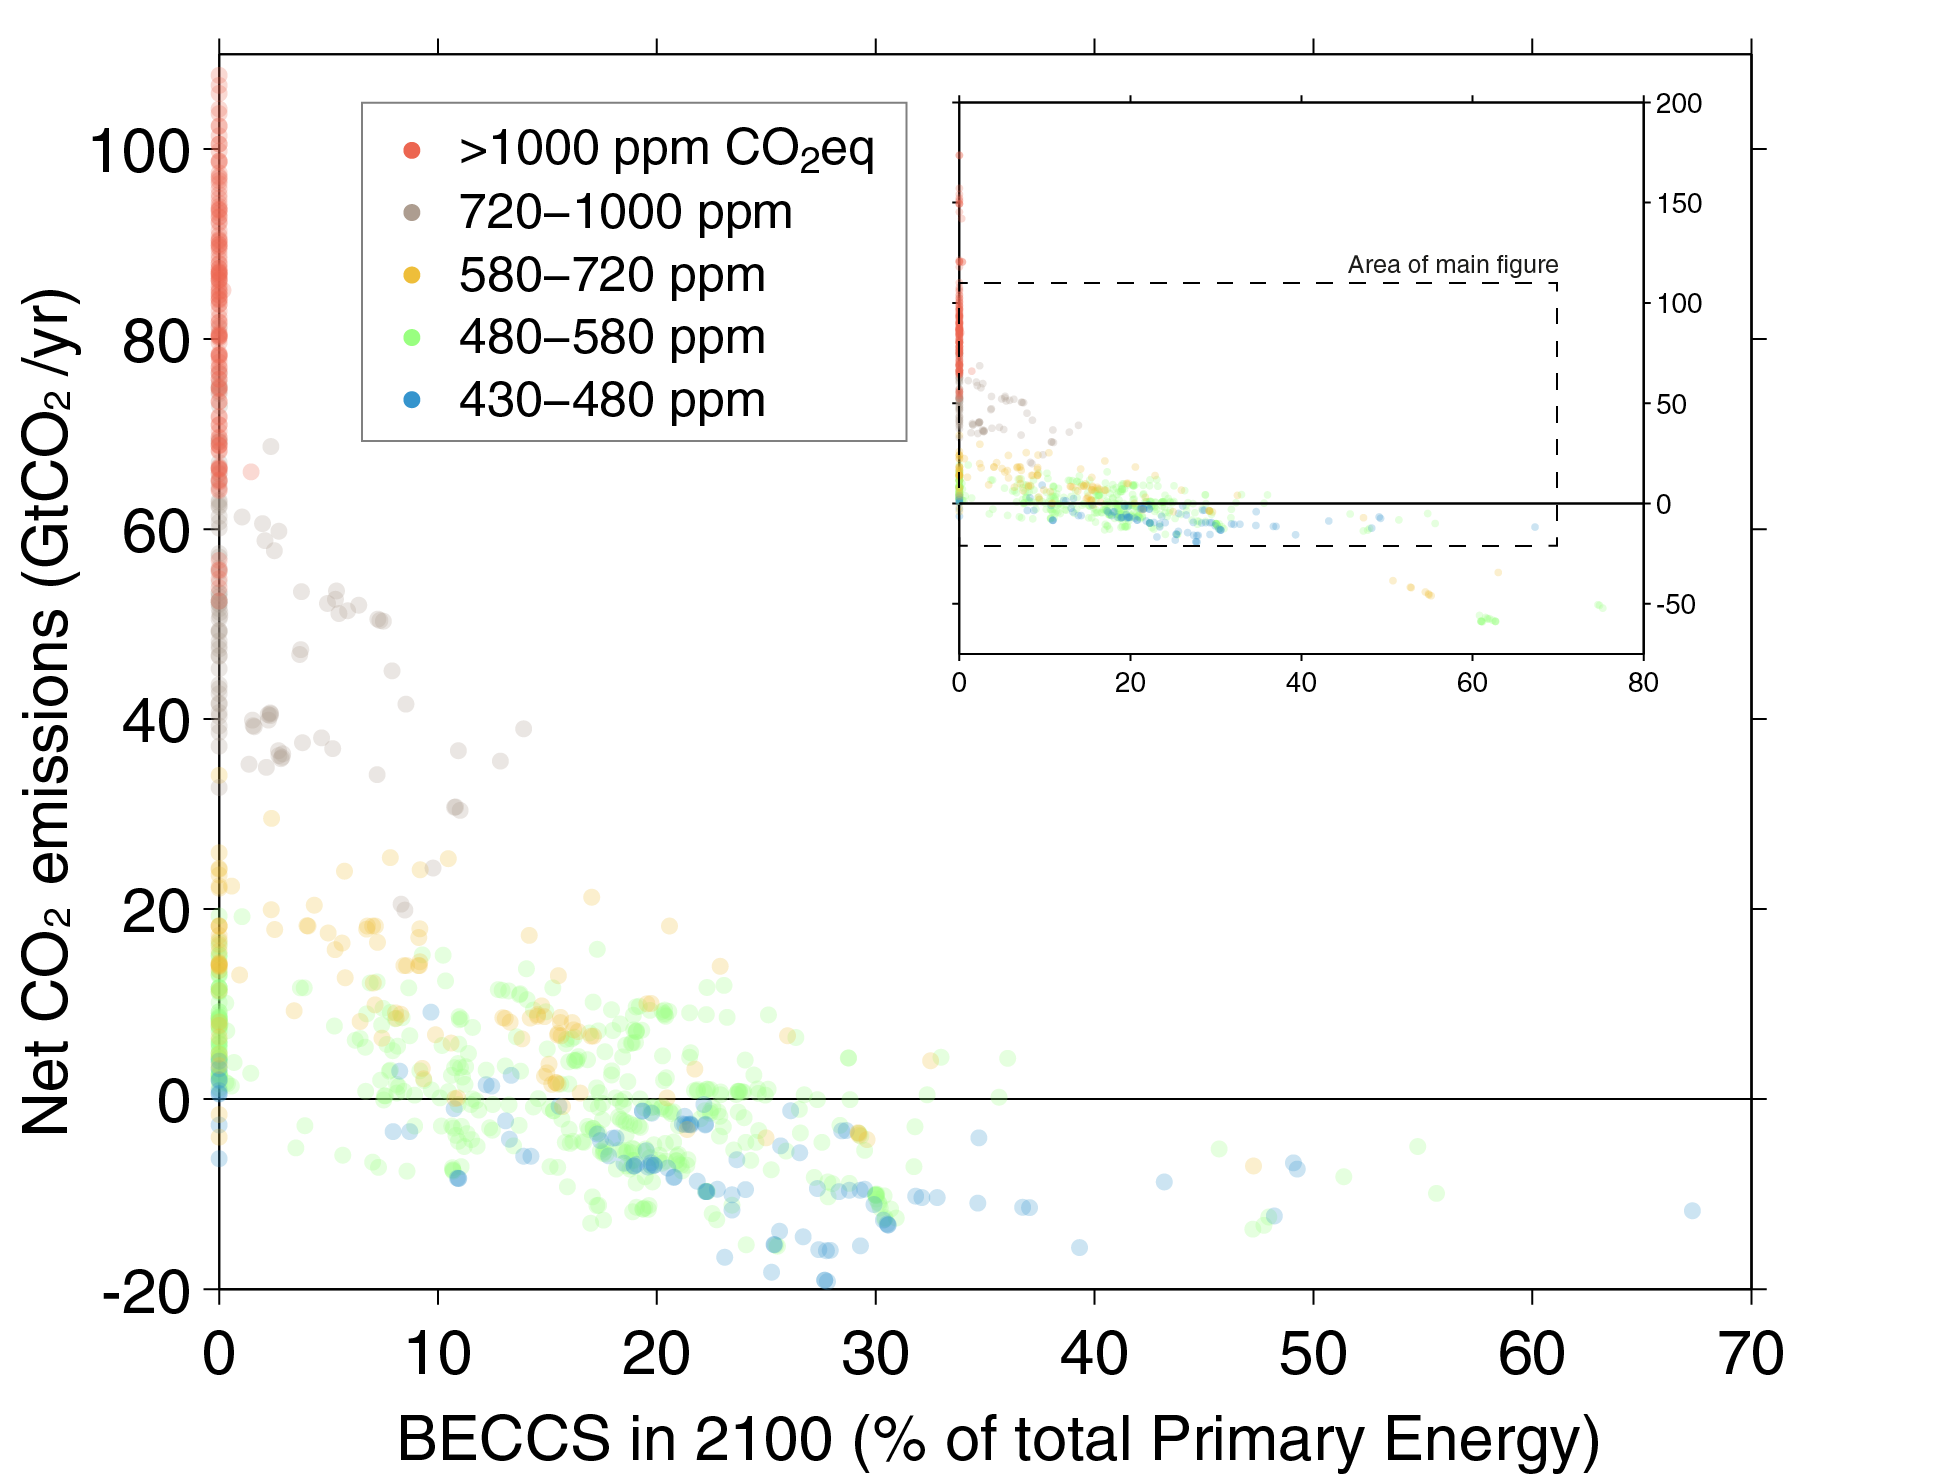 >1000 ppm CO₂eq
720–1000 ppm
580–720 ppm
480–580 ppm
430–480 ppm
Area of main figure
200
150
100
50
0
-50
0 20 40 60 80
Net CO₂ emissions (GtCO₂ /yr)
100
80
60
40
20
0
-20
0 10 20 30 40 50 60 70
BECCS in 2100 (% of total Primary Energy)